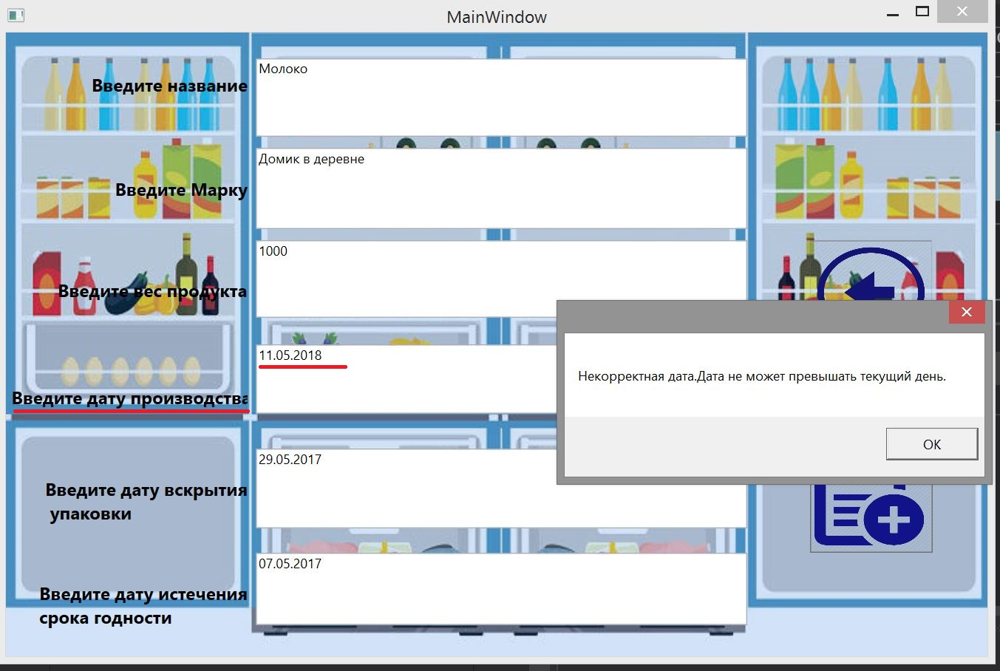 MainWindow
Введите название
Молоко
Введите Марку
Домик в деревне
Введите вес продукта
1000
Введите дату производства
11.05.2018
Некорректная дата.Дата не может превышать текущий день.
OK
Введите дату вскрытия
упаковки
29.05.2017
Введите дату истечения
срока годности
07.05.2017